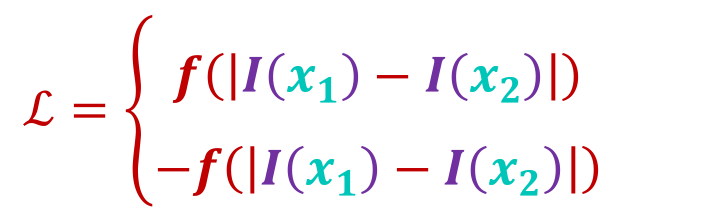 ℒ = { f(|I(x₁) − I(x₂)|)
−f(|I(x₁) − I(x₂)|)